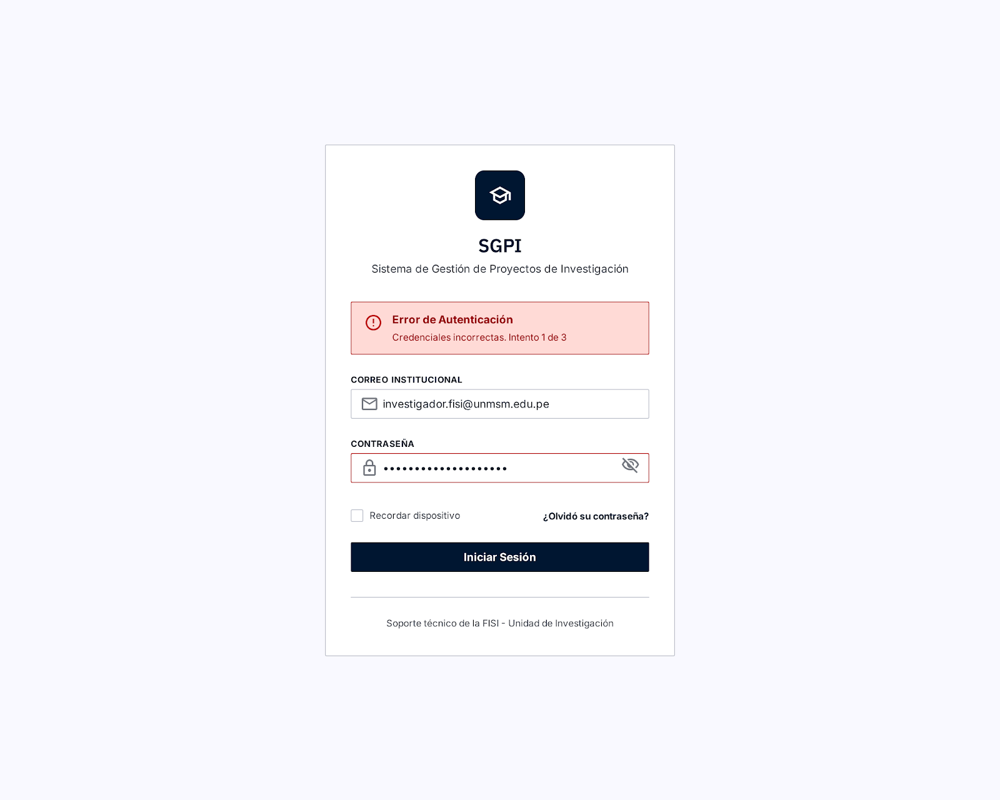 SGPI
Sistema de Gestión de Proyectos de Investigación
Error de Autenticación
Credenciales incorrectas. Intento 1 de 3
CORREO INSTITUCIONAL
investigador.fisi@unmsm.edu.pe
CONTRASEÑA
••••••••••••••••••••
Recordar dispositivo
¿Olvidó su contraseña?
Iniciar Sesión
Soporte técnico de la FISI - Unidad de Investigación